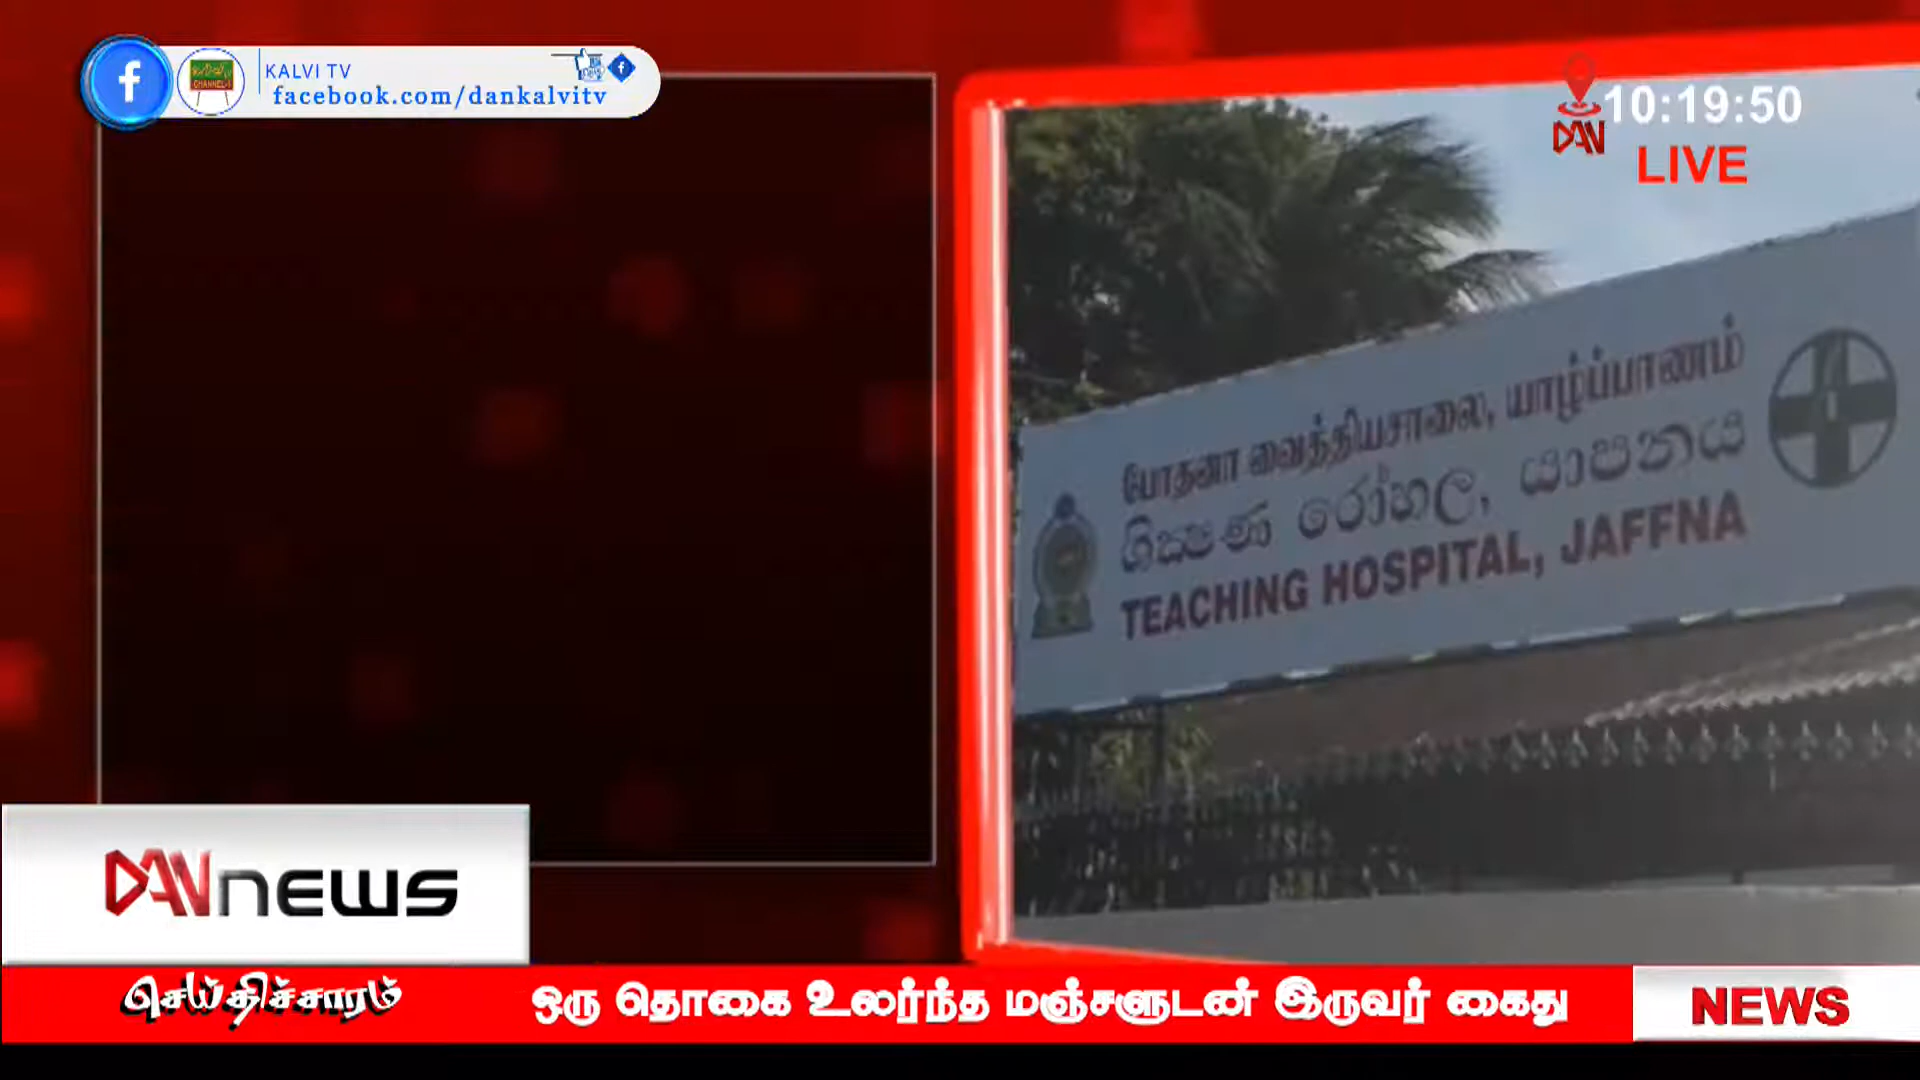 KALVI TV
facebook.com/dankalvitv
10:19:50
DAN
LIVE
போதனா வைத்தியசாலை, யாழ்ப்பாணம்
ශික්ෂණ රෝහල, යාපනය
TEACHING HOSPITAL, JAFFNA
DAN news
செய்திச்சாரம்
ஒரு தொகை உலர்ந்த மஞ்சளுடன் இருவர் கைது
NEWS